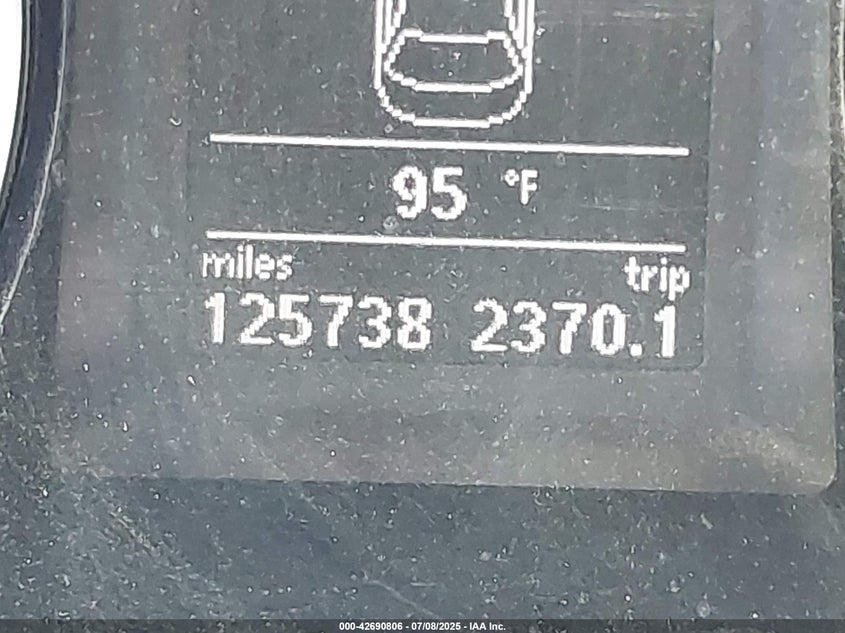 95 °F
miles trip
125738 2370.1
000-42690806 - 07/08/2025 - IAA Inc.